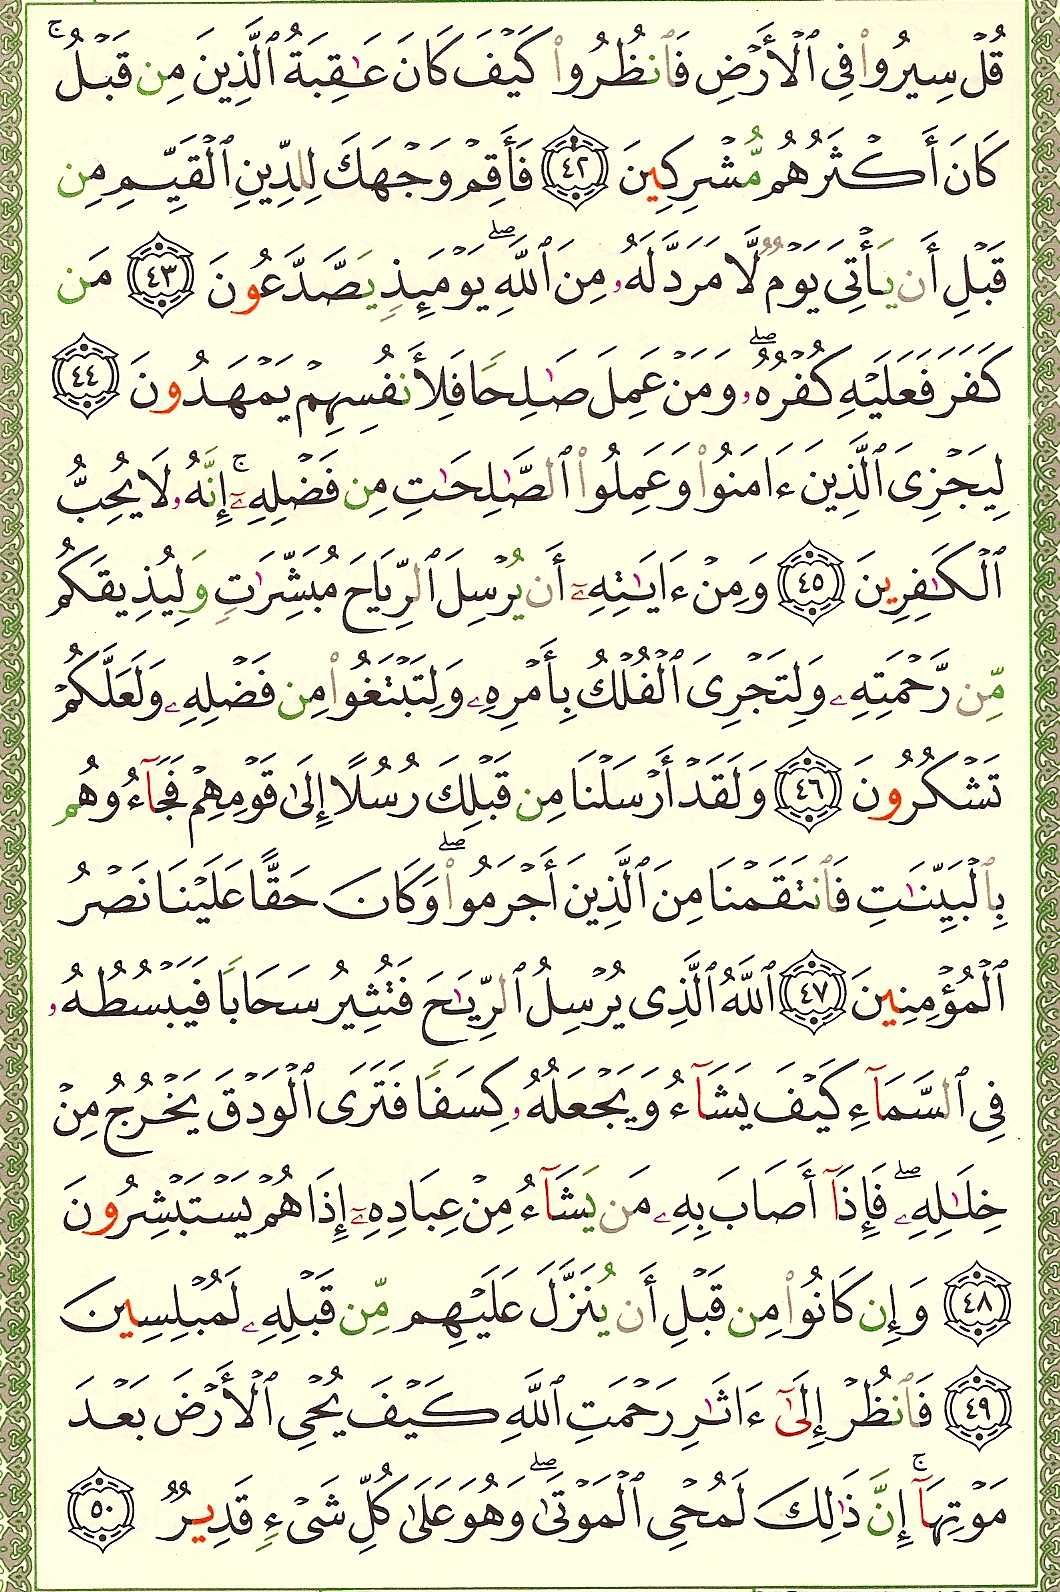 قُلْ سِيرُوا۟ فِى ٱلْأَرْضِ فَٱنظُرُوا۟ كَيْفَ كَانَ عَـٰقِبَةُ ٱلَّذِينَ مِن قَبْلُ ۚ
كَانَ أَكْثَرُهُم مُّشْرِكِينَ ﴿٤٢﴾ فَأَقِمْ وَجْهَكَ لِلدِّينِ ٱلْقَيِّمِ مِن
قَبْلِ أَن يَأْتِىَ يَوْمٌ لَّا مَرَدَّ لَهُۥ مِنَ ٱللَّهِ ۖ يَوْمَئِذٍ يَصَّدَّعُونَ ﴿٤٣﴾ مَن
كَفَرَ فَعَلَيْهِ كُفْرُهُۥ ۖ وَمَنْ عَمِلَ صَـٰلِحًا فَلِأَنفُسِهِمْ يَمْهَدُونَ ﴿٤٤﴾
لِيَجْزِىَ ٱلَّذِينَ ءَامَنُوا۟ وَعَمِلُوا۟ ٱلصَّـٰلِحَـٰتِ مِن فَضْلِهِۦٓ ۚ إِنَّهُۥ لَا يُحِبُّ
ٱلْكَـٰفِرِينَ ﴿٤٥﴾ وَمِنْ ءَايَـٰتِهِۦٓ أَن يُرْسِلَ ٱلرِّيَاحَ مُبَشِّرَٰتٍ وَلِيُذِيقَكُم
مِّن رَّحْمَتِهِۦ وَلِتَجْرِىَ ٱلْفُلْكُ بِأَمْرِهِۦ وَلِتَبْتَغُوا۟ مِن فَضْلِهِۦ وَلَعَلَّكُمْ
تَشْكُرُونَ ﴿٤٦﴾ وَلَقَدْ أَرْسَلْنَا مِن قَبْلِكَ رُسُلًا إِلَىٰ قَوْمِهِمْ فَجَآءُوهُم
بِٱلْبَيِّنَـٰتِ فَٱنتَقَمْنَا مِنَ ٱلَّذِينَ أَجْرَمُوا۟ ۖ وَكَانَ حَقًّا عَلَيْنَا نَصْرُ
ٱلْمُؤْمِنِينَ ﴿٤٧﴾ ٱللَّهُ ٱلَّذِى يُرْسِلُ ٱلرِّيَـٰحَ فَتُثِيرُ سَحَابًا فَيَبْسُطُهُۥ
فِى ٱلسَّمَآءِ كَيْفَ يَشَآءُ وَيَجْعَلُهُۥ كِسَفًا فَتَرَى ٱلْوَدْقَ يَخْرُجُ مِنْ
خِلَـٰلِهِۦ ۖ فَإِذَآ أَصَابَ بِهِۦ مَن يَشَآءُ مِنْ عِبَادِهِۦٓ إِذَا هُمْ يَسْتَبْشِرُونَ
﴿٤٨﴾ وَإِن كَانُوا۟ مِن قَبْلِ أَن يُنَزَّلَ عَلَيْهِم مِّن قَبْلِهِۦ لَمُبْلِسِينَ
﴿٤٩﴾ فَٱنظُرْ إِلَىٰٓ ءَاثَـٰرِ رَحْمَتِ ٱللَّهِ كَيْفَ يُحْىِ ٱلْأَرْضَ بَعْدَ
مَوْتِهَآ ۚ إِنَّ ذَٰلِكَ لَمُحْىِ ٱلْمَوْتَىٰ ۖ وَهُوَ عَلَىٰ كُلِّ شَىْءٍ قَدِيرٌ ﴿٥٠﴾